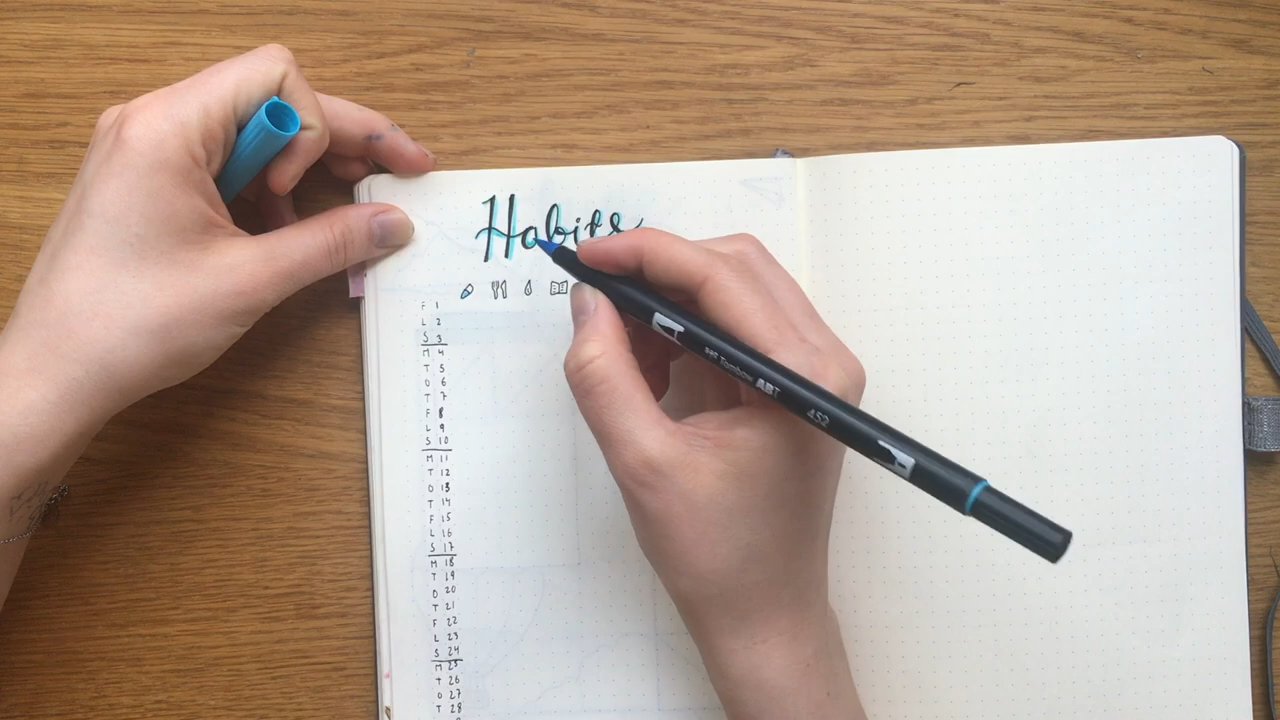 Habits
F 1
L 2
S 3
M 4
T 5
O 6
T 7
F 8
L 9
S 10
M 11
T 12
O 13
T 14
F 15
L 16
S 17
M 18
T 19
O 20
T 21
F 22
L 23
S 24
M 25
T 26
O 27
T 28
Tombow ABT
452